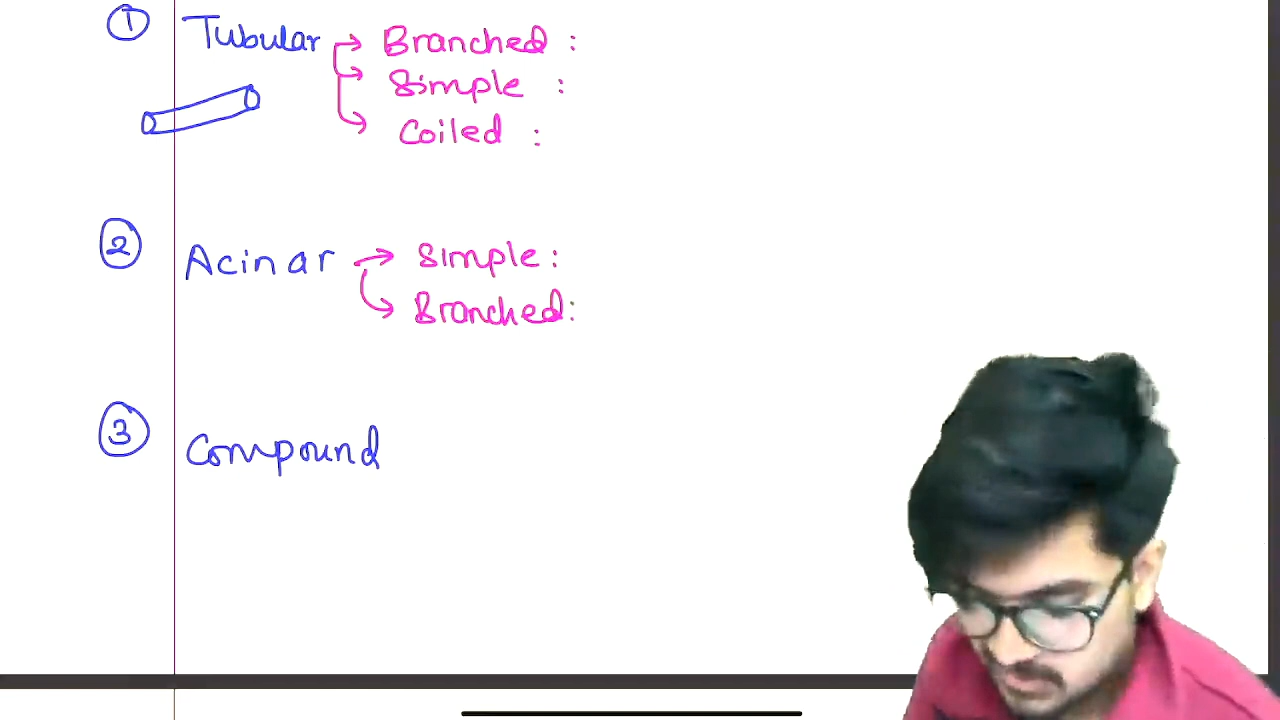 1 Tubular → Branched :
→ Simple :
→ Coiled :
2 Acinar → Simple :
→ Branched:
3 Compound